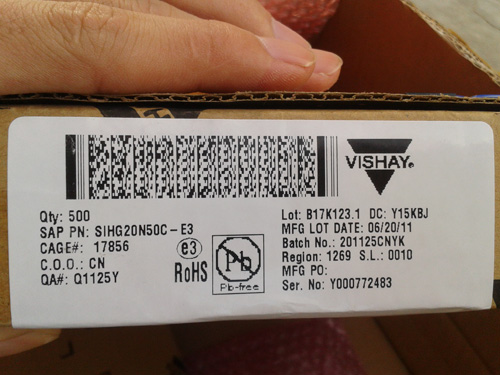 VISHAY
Qty: 500
SAP PN: SIHG20N50C-E3
CAGE#: 17856
C.O.O.: CN
QA#: Q1125Y
e3
RoHS
Pb
Pb-free
Lot: B17K123.1 DC: Y15KBJ
MFG LOT DATE: 06/20/11
Batch No.: 201125CNYK
Region: 1269 S.L.: 0010
MFG PO:
Ser. No: Y000772483